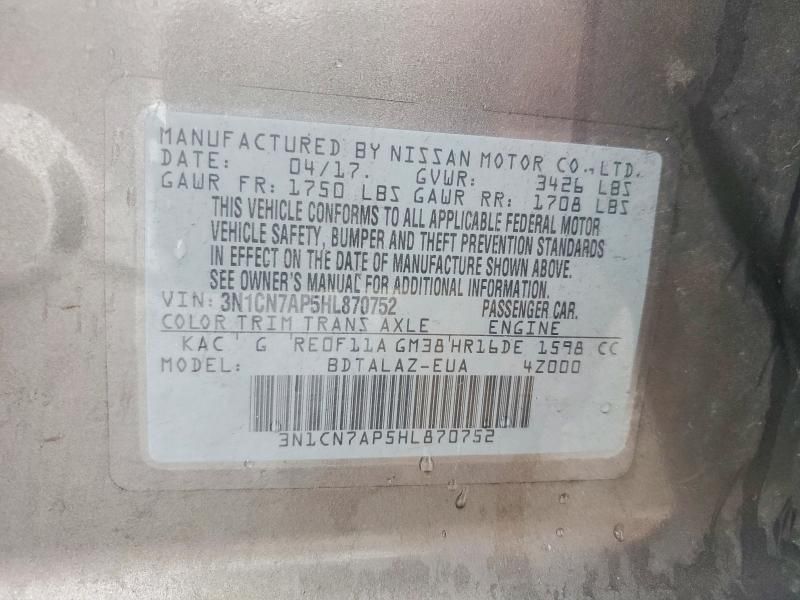 MANUFACTURED BY NISSAN MOTOR CO., LTD.
DATE: 04/17. GVWR: 3426 LBS
GAWR FR: 1750 LBS GAWR RR: 1708 LBS
THIS VEHICLE CONFORMS TO ALL APPLICABLE FEDERAL MOTOR
VEHICLE SAFETY, BUMPER AND THEFT PREVENTION STANDARDS
IN EFFECT ON THE DATE OF MANUFACTURE SHOWN ABOVE.
SEE OWNER'S MANUAL FOR ADDITIONAL INFORMATION.
VIN: 3N1CN7AP5HL870752 PASSENGER CAR.
COLOR TRIM TRANS AXLE ENGINE
KAC G RE0F11A GM38 HR16DE 1598 CC
MODEL: BDTALAZ-EUA 4Z000
3N1CN7AP5HL870752